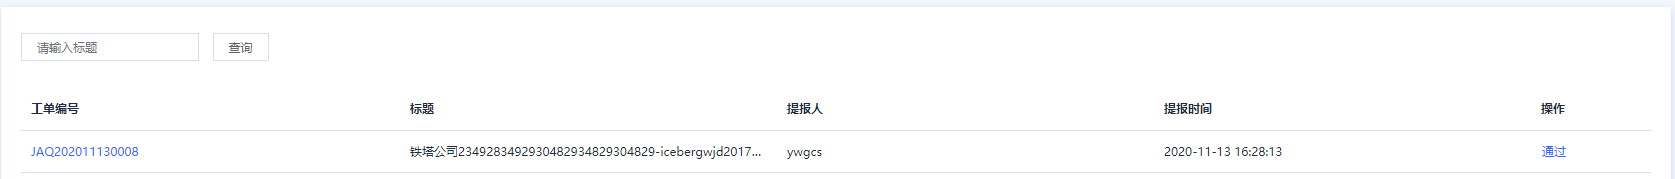 请输入标题 查询
工单编号 标题 提报人 提报时间 操作
JAQ202011130008 铁塔公司2349283492930482934829304829-icebergwjd2017... ywgcs 2020-11-13 16:28:13 通过